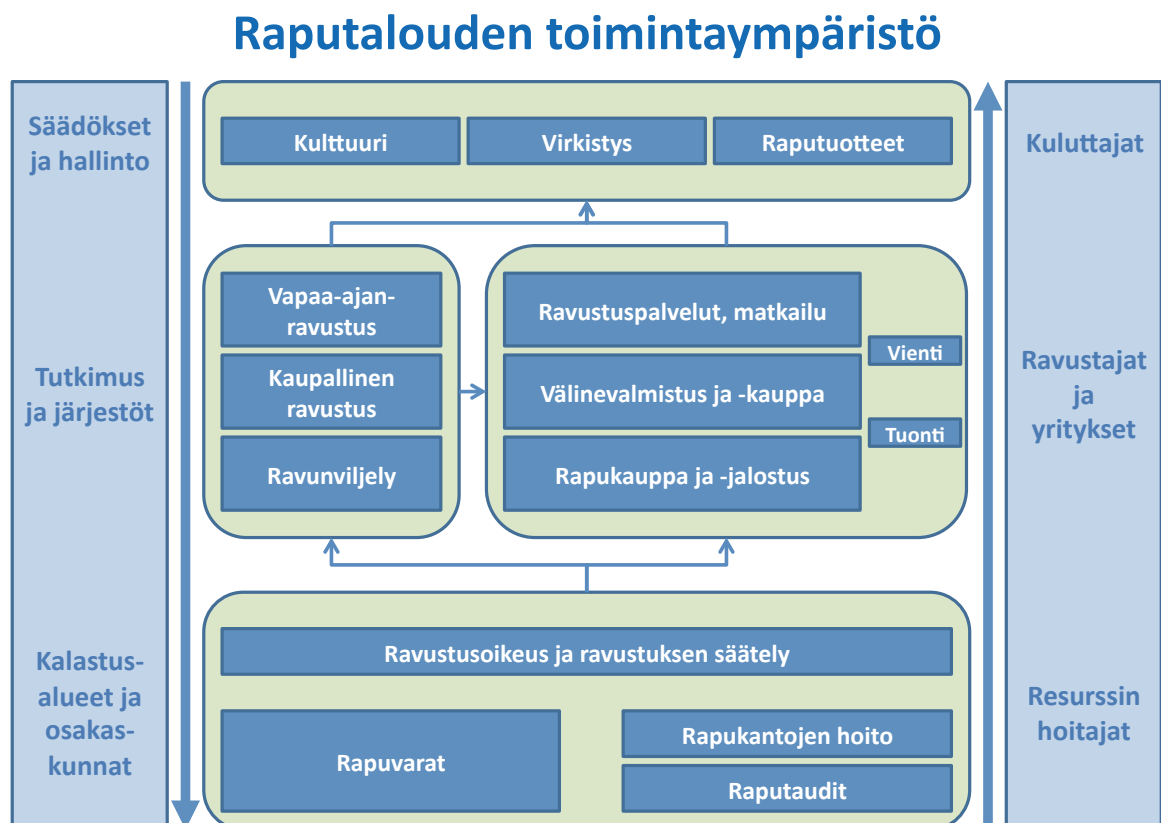 Raputalouden toimintaympäristö
Säädökset
ja hallinto
Tutkimus
ja järjestöt
Kalastus-
alueet ja
osakas-
kunnat
Kulttuuri
Virkistys
Raputuotteet
Vapaa-ajan-
ravustus
Kaupallinen
ravustus
Ravunviljely
Ravustuspalvelut, matkailu
Välinevalmistus ja -kauppa
Rapukauppa ja -jalostus
Vienti
Tuonti
Ravustusoikeus ja ravustuksen säätely
Rapuvarat
Rapukantojen hoito
Raputaudit
Kuluttajat
Ravustajat
ja
yritykset
Resurssin
hoitajat